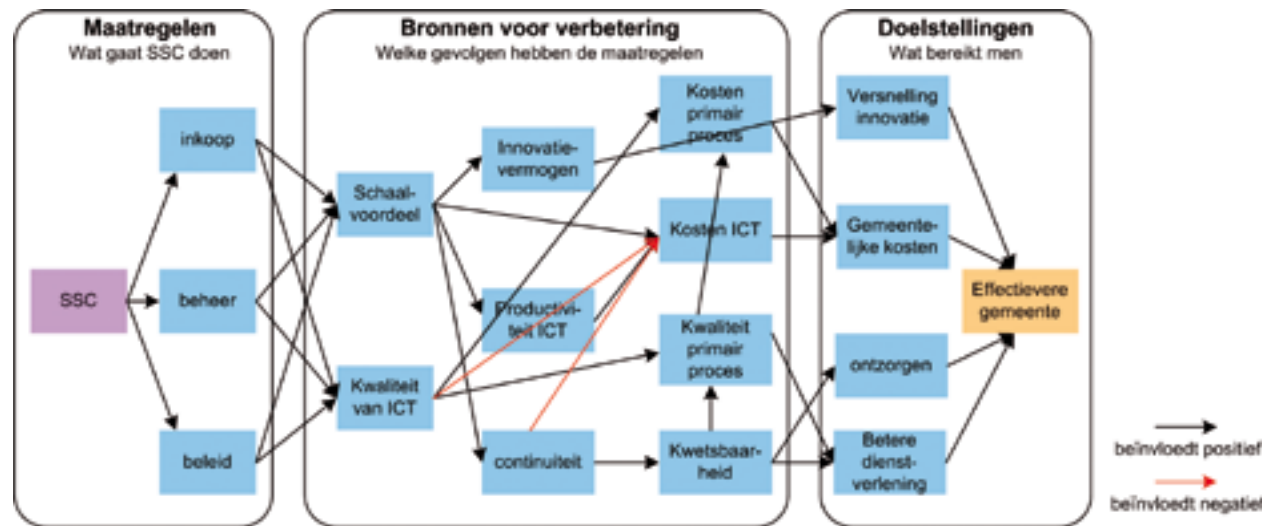 Maatregelen
Wat gaat SSC doen
Bronnen voor verbetering
Welke gevolgen hebben de maatregelen
Doelstellingen
Wat bereikt men
SSC
inkoop
beheer
beleid
Schaal-
voordeel
Kwaliteit
van ICT
Innovatie-
vermogen
Productivi-
teit ICT
continuiteit
Kosten
primair
proces
Kosten ICT
Kwaliteit
primair
proces
Kwetsbaar-
heid
Versnelling
innovatie
Gemeente-
lijke kosten
ontzorgen
Betere
dienst-
verlening
Effectievere
gemeente
beïnvloedt positief
beïnvloedt negatief